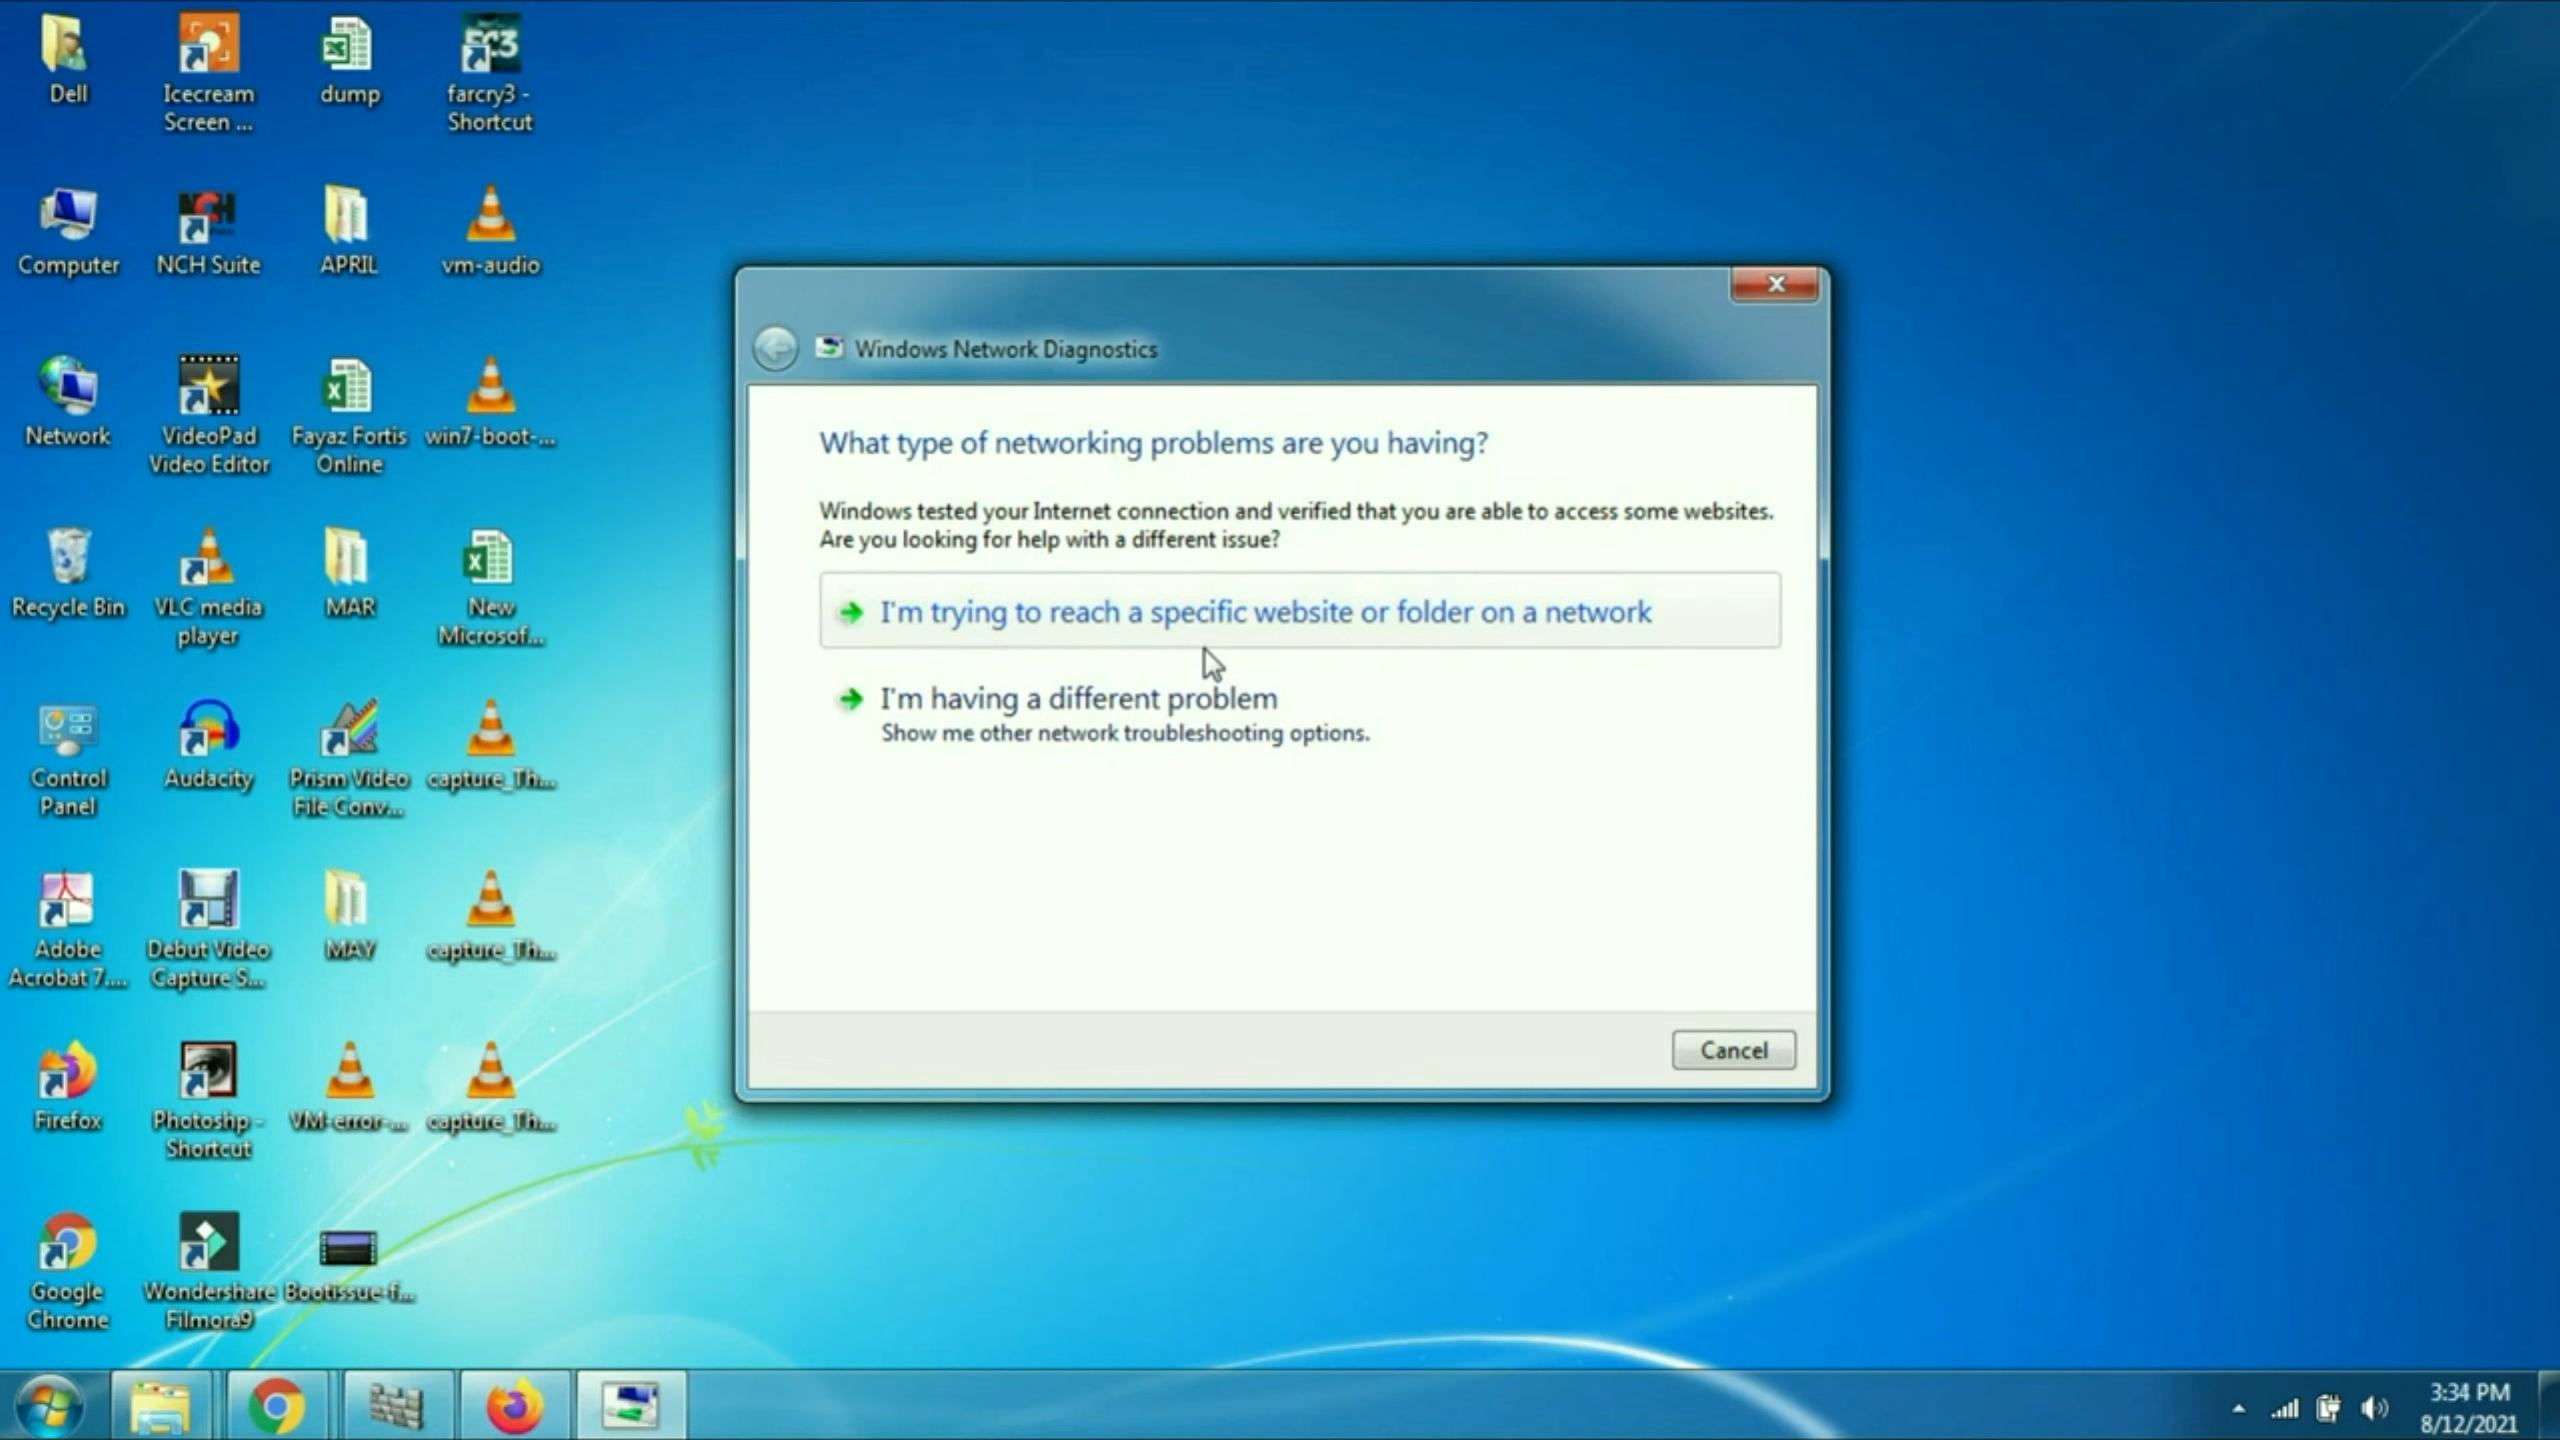 Dell
Icecream
Screen ...
dump
farcry3 -
Shortcut
Computer
NCH Suite
APRIL
vm-audio
Network
VideoPad
Video Editor
Fayaz Fortis
Online
win7-boot-...
Recycle Bin
VLC media
player
MAR
New
Microsof...
Control
Panel
Audacity
Prism Video
File Conv...
capture_Th...
Adobe
Acrobat 7....
Debut Video
Capture S...
MAY
capture_Th...
Firefox
Photoshp -
Shortcut
VM-error-...
capture_Th...
Google
Chrome
Wondershare
Filmora9
Bootissue-f...
Windows Network Diagnostics
What type of networking problems are you having?
Windows tested your Internet connection and verified that you are able to access some websites.
Are you looking for help with a different issue?
I'm trying to reach a specific website or folder on a network
I'm having a different problem
Show me other network troubleshooting options.
Cancel
3:34 PM
8/12/2021